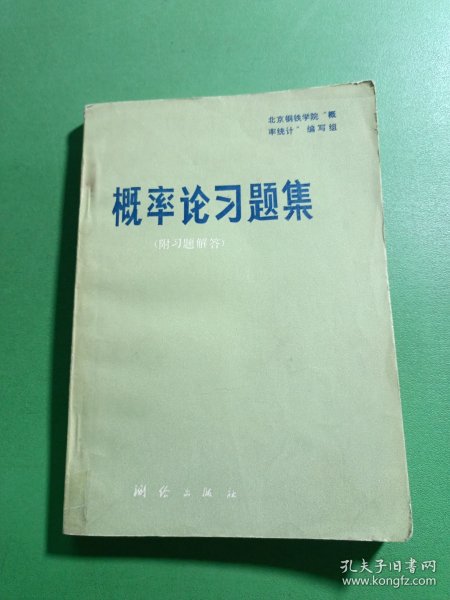 北京钢铁学院“概
率统计”编写组
概率论习题集
(附习题解答)
测绘出版社
孔夫子旧书网
www.kongfz.com